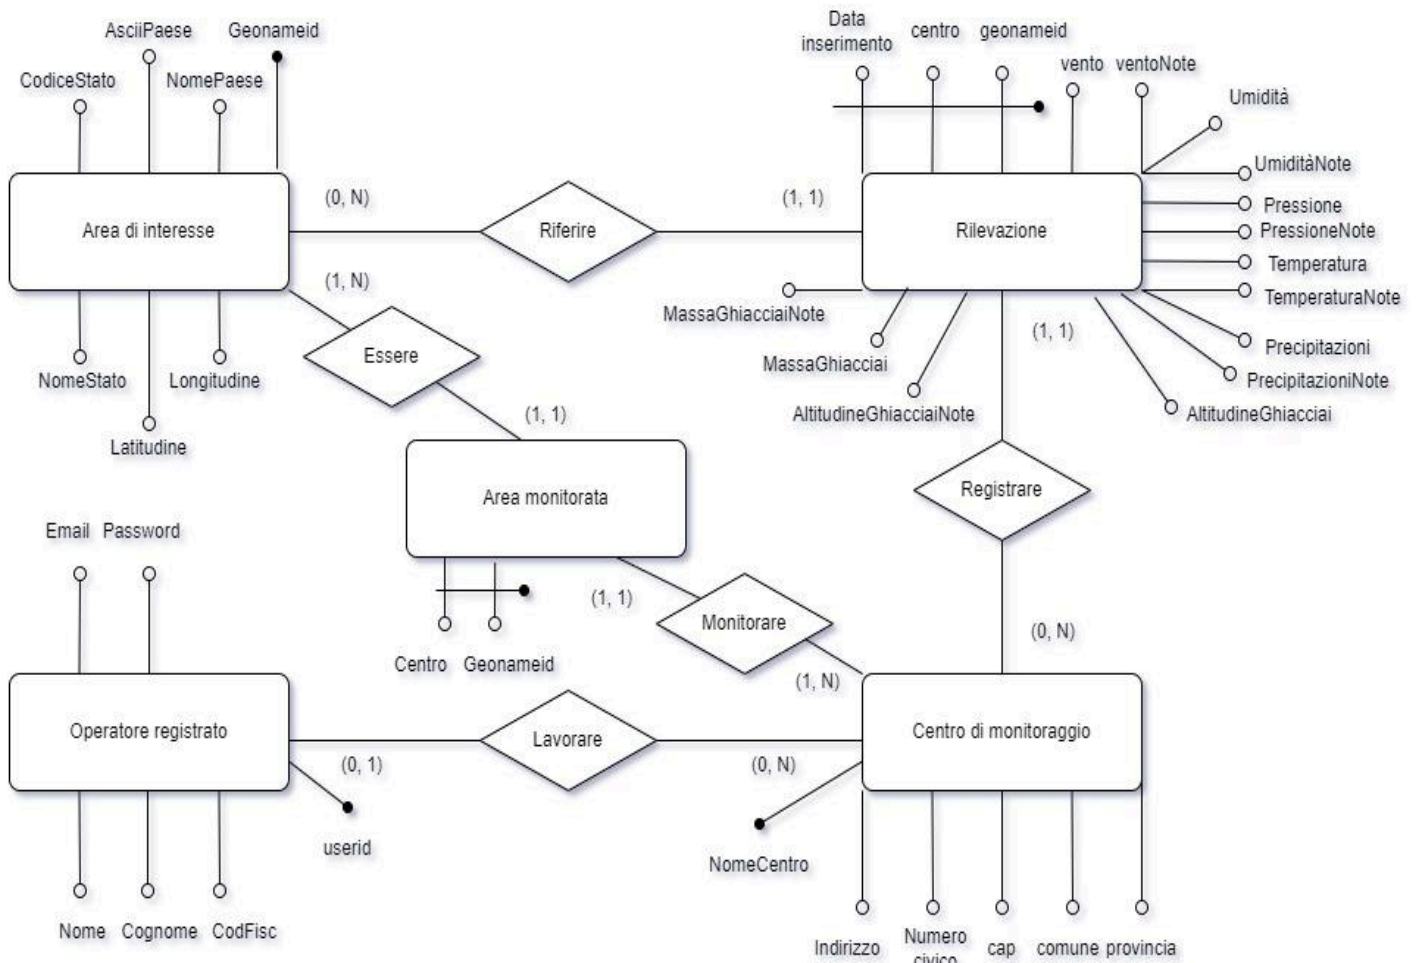 AsciiPaese
Geonameid
CodiceStato
NomePaese
Data
inserimento
centro
geonameid
vento
ventoNote
Umidità
UmiditàNote
Area di interesse
(0, N)
Riferire
(1, 1)
Rilevazione
Pressione
PressioneNote
Temperatura
TemperaturaNote
(1, N)
MassaGhiacciaiNote
(1, 1)
Essere
MassaGhiacciai
Precipitazioni
NomeStato
Longitudine
PrecipitazioniNote
(1, 1)
AltitudineGhiacciaiNote
AltitudineGhiacciai
Latitudine
Area monitorata
Registrare
Email
Password
(1, 1)
Monitorare
(0, N)
Centro
Geonameid
(1, N)
Operatore registrato
(0, 1)
Lavorare
(0, N)
Centro di monitoraggio
userid
NomeCentro
Nome
Cognome
CodFisc
Indirizzo
Numero
civico
cap
comune
provincia